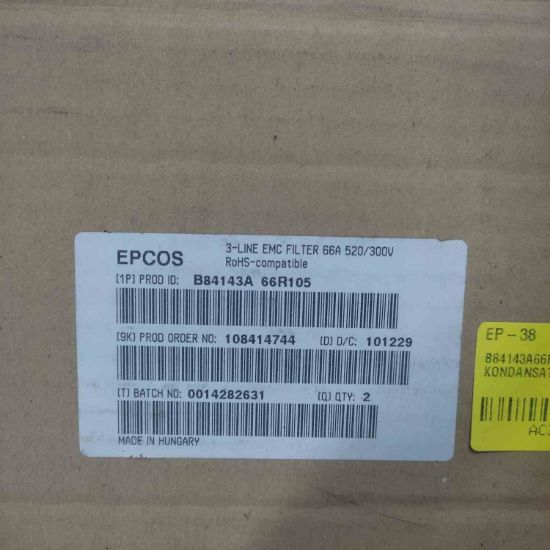 EPCOS
3-LINE EMC FILTER 66A 520/300V
RoHS-compatible
(1P) PROD ID: B84143A 66R105
(9K) PROD ORDER NO: 108414744 (D) D/C: 101229
(T) BATCH NO: 0014282631 (Q) QTY: 2
MADE IN HUNGARY
EP-38
B84143A66
KONDANSAT